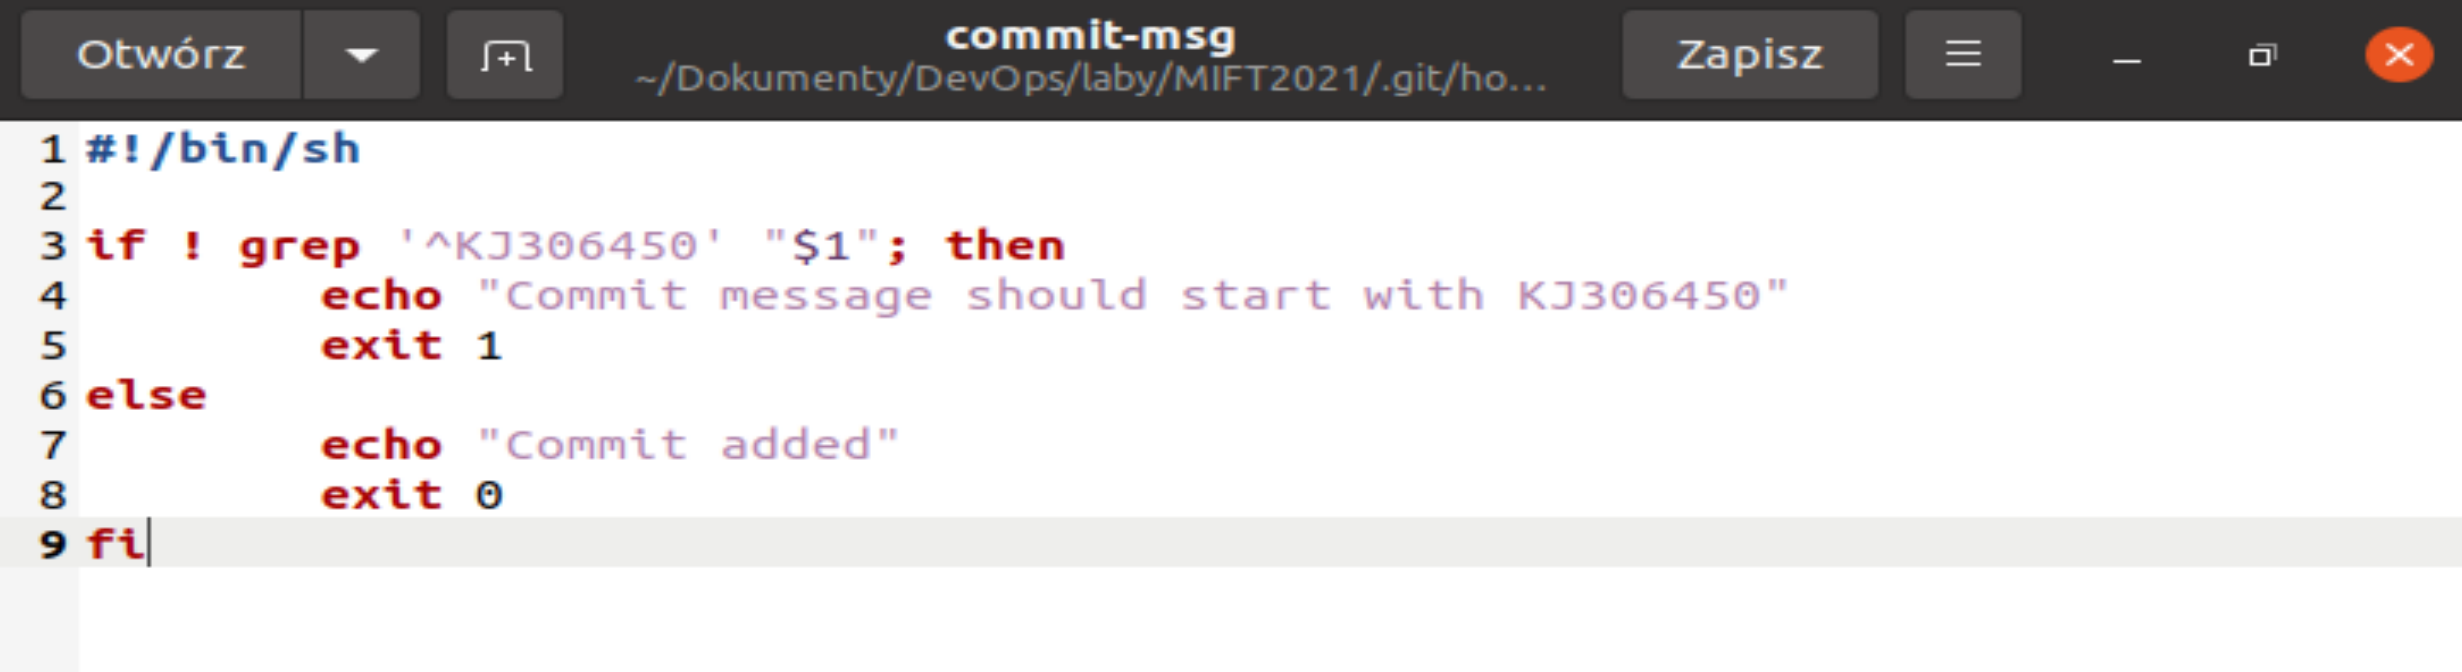 Otwórz
commit-msg
~/Dokumenty/DevOps/laby/MIFT2021/.git/ho...
Zapisz
1 #!/bin/sh
2
3 if ! grep '^KJ306450' "$1"; then
4         echo "Commit message should start with KJ306450"
5         exit 1
6 else
7         echo "Commit added"
8         exit 0
9 fi